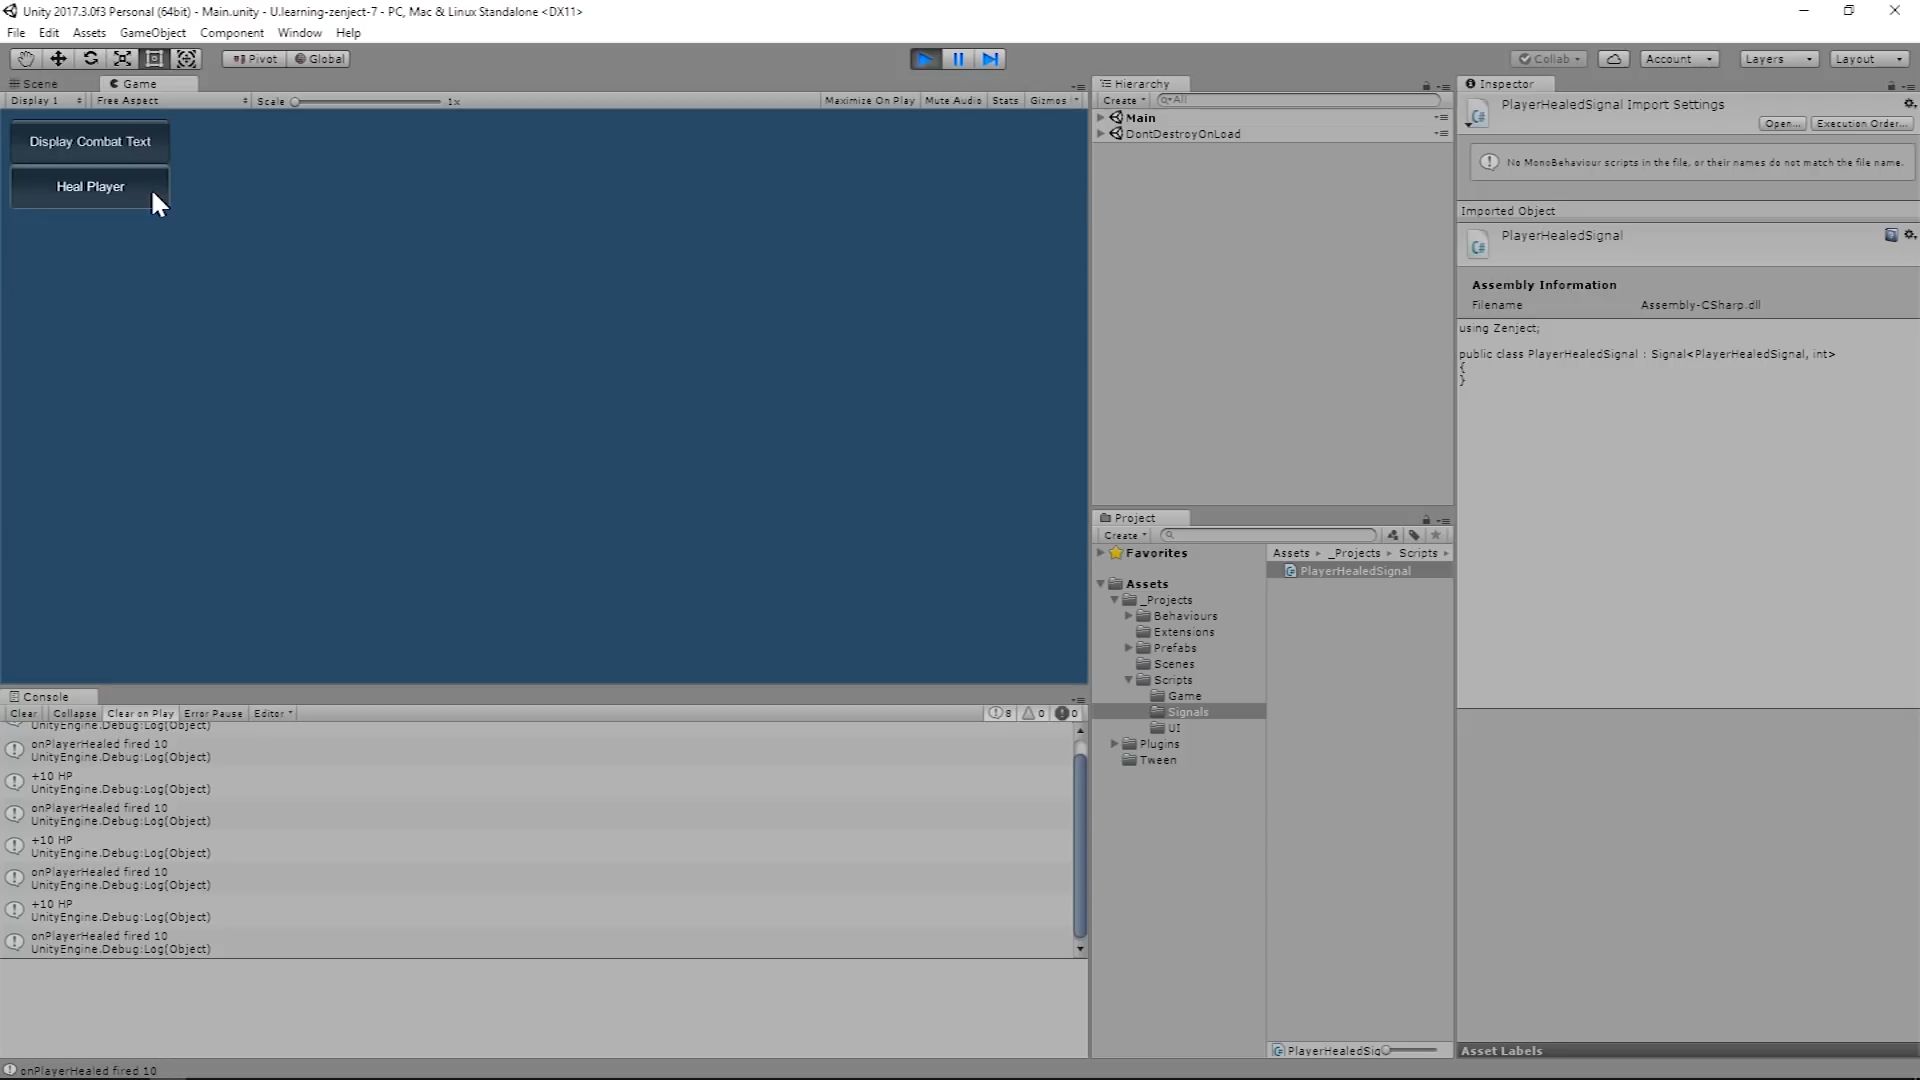 Unity 2017.3.0f3 Personal (64bit) - Main.unity - U.learning-zenject-7 - PC, Mac & Linux Standalone <DX11>
File Edit Assets GameObject Component Window Help
Pivot Global Collab Account Layers Layout
Scene Game
Display 1 Free Aspect Scale 1x Maximize On Play Mute Audio Stats Gizmos
Display Combat Text
Heal Player
Hierarchy
Create All
Main
DontDestroyOnLoad
Inspector
PlayerHealedSignal Import Settings
Open... Execution Order...
No MonoBehaviour scripts in the file, or their names do not match the file name.
Imported Object
PlayerHealedSignal
Assembly Information
Filename Assembly-CSharp.dll
using Zenject;
public class PlayerHealedSignal : Signal<PlayerHealedSignal, int>
{
}
Project
Create
Favorites
Assets
_Projects
Behaviours
Extensions
Prefabs
Scenes
Scripts
Game
Signals
UI
Plugins
Tween
Assets _Projects Scripts
PlayerHealedSignal
PlayerHealedSig
Asset Labels
Console
Clear Collapse Clear on Play Error Pause Editor 8 0 0
UnityEngine.Debug:Log(Object)
onPlayerHealed fired 10
UnityEngine.Debug:Log(Object)
+10 HP
UnityEngine.Debug:Log(Object)
onPlayerHealed fired 10
UnityEngine.Debug:Log(Object)
+10 HP
UnityEngine.Debug:Log(Object)
onPlayerHealed fired 10
UnityEngine.Debug:Log(Object)
+10 HP
UnityEngine.Debug:Log(Object)
onPlayerHealed fired 10
UnityEngine.Debug:Log(Object)
onPlayerHealed fired 10